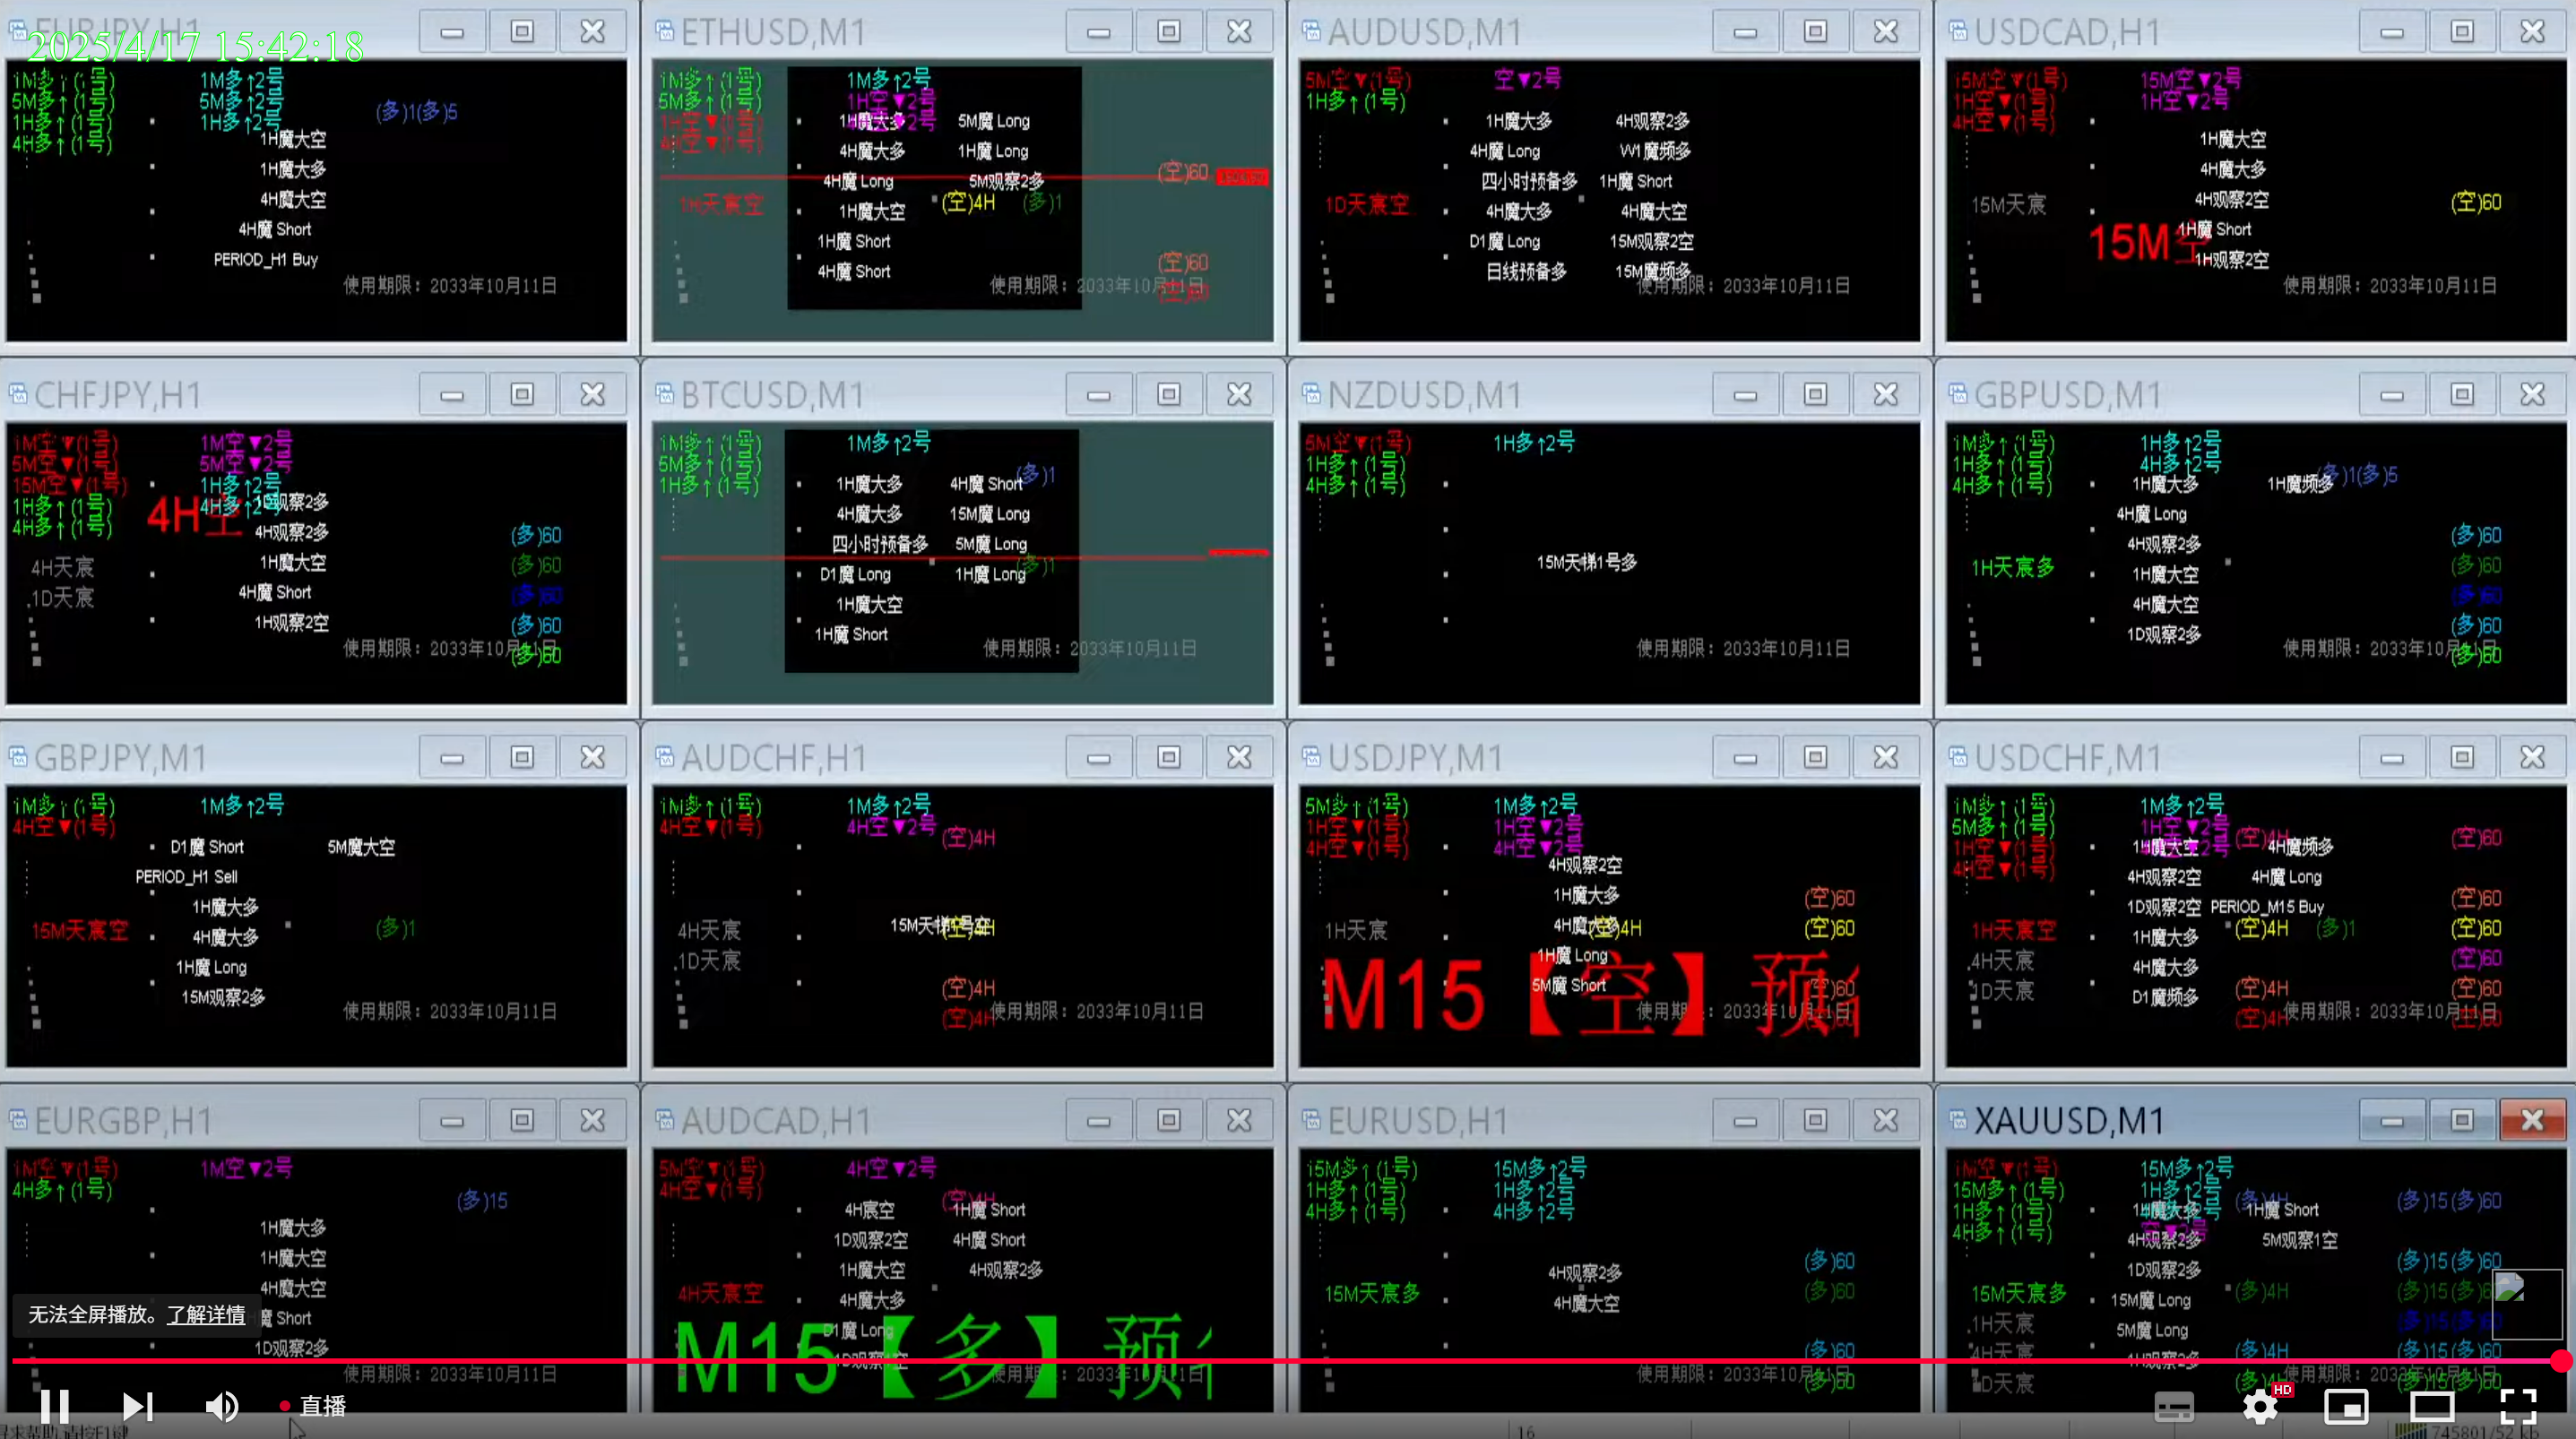 EURJPY,H1
2025/4/17 15:42:18
1M多↑(1号) 1M多↑2号
5M多↑(1号) 5M多↑2号 (多)1(多)5
1H多↑(1号) 1H多↑2号
4H多↑(1号) 1H魔大空
1H魔大多
4H魔大空
4H魔 Short
PERIOD_H1 Buy
使用期限：2033年10月11日
ETHUSD,M1
1M多↑(1号) 1M多↑2号
5M多↑(1号) 1H空▼2号
1H空▼(1号) 1H魔大多 5M魔 Long
4H空▼(1号) 4H魔大多 1H魔 Long
(空)60
4H魔 Long 5M观察2多
1H天宸空 1H魔大空 (空)4H (多)1
1H魔 Short
(空)60
4H魔 Short
使用期限：2033年10月11日
(空)60
AUDUSD,M1
5M空▼(1号) 空▼2号
1H多↑(1号)
1H魔大多 4H观察2多
4H魔 Long W1魔频多
四小时预备多 1H魔 Short
1D天宸空 4H魔大多 4H魔大空
D1魔 Long 15M观察2空
日线预备多 15M魔频多
使用期限：2033年10月11日
USDCAD,H1
15M空▼(1号) 15M空▼2号
1H空▼(1号) 1H空▼2号
4H空▼(1号)
1H魔大空
4H魔大多
15M天宸 4H观察2空 (空)60
15M空 1H魔 Short
1H观察2空
使用期限：2033年10月11日
CHFJPY,H1
1M空▼(1号) 1M空▼2号
5M空▼(1号) 5M空▼2号
15M空▼(1号) 1H多↑2号
1H多↑(1号) 4H多↑2号 1D观察2多
4H多↑(1号) 4H空 4H观察2多 (多)60
4H天宸 1H魔大空 (多)60
1D天宸 4H魔 Short (多)60
1H观察2空 (多)60
使用期限：2033年10月11日 (多)60
BTCUSD,M1
1M多↑(1号) 1M多↑2号
5M多↑(1号)
1H多↑(1号) 1H魔大多 4H魔 Short (多)1
4H魔大多 15M魔 Long
四小时预备多 5M魔 Long
D1魔 Long 1H魔 Long (多)1
1H魔大空
1H魔 Short
使用期限：2033年10月11日
NZDUSD,M1
5M空▼(1号) 1H多↑2号
1H多↑(1号)
4H多↑(1号)
15M天梯1号多
使用期限：2033年10月11日
GBPUSD,M1
1M多↑(1号) 1H多↑2号
1H多↑(1号) 4H多↑2号
4H多↑(1号) 1H魔大多 1H魔频多 (多)1(多)5
4H魔 Long
4H观察2多 (多)60
1H天宸多 1H魔大空 (多)60
4H魔大空 (多)60
1D观察2多 (多)60
使用期限：2033年10月11日 (多)60
GBPJPY,M1
1M多↑(1号) 1M多↑2号
4H空▼(1号)
D1魔 Short 5M魔大空
PERIOD_H1 Sell
1H魔大多
15M天宸空 4H魔大多 (多)1
1H魔 Long
15M观察2多
使用期限：2033年10月11日
AUDCHF,H1
1M多↑(1号) 1M多↑2号
4H空▼(1号) 4H空▼2号 (空)4H
4H天宸 15M天梯1号空 (空)4H
1D天宸
(空)4H
(空)4H 使用期限：2033年10月11日
USDJPY,M1
5M多↑(1号) 1M多↑2号
1H空▼(1号) 1H空▼2号
4H空▼(1号) 4H空▼2号
4H观察2空
1H魔大多 (空)60
1H天宸 4H魔大多 (空)4H (空)60
1H魔 Long
5M魔 Short (空)60
M15【空】预
使用期限：2033年10月11日
USDCHF,M1
1M多↑(1号) 1M多↑2号
5M多↑(1号) 1H空▼2号 (空)4H (空)60
1H空▼(1号) 1H魔大空 4H魔频多
4H空▼(1号) 4H观察2空 4H魔 Long
1D观察2空 PERIOD_M15 Buy (空)60
1H天宸空 1H魔大多 (空)4H (多)1 (空)60
4H天宸 4H魔大多 (空)60
1D天宸 D1魔频多 (空)4H (空)60
(空)4H 使用期限：2033年10月11日 (空)60
EURGBP,H1
1M空▼(1号) 1M空▼2号
4H多↑(1号) (多)15
1H魔大多
1H魔大空
4H魔大空
无法全屏播放。了解详情 魔 Short
1D观察2多
使用期限：2033年10月11日
AUDCAD,H1
5M空▼(1号) 4H空▼2号
4H空▼(1号) (空)4H
4H宸空 1H魔 Short
1D观察2空 4H魔 Short
1H魔大空 4H观察2多
4H天宸空 4H魔大多
D1魔 Long
M15【多】预
EURUSD,H1
15M多↑(1号) 15M多↑2号
1H多↑(1号) 1H多↑2号
4H多↑(1号) 4H多↑2号
4H观察2多 (多)60
15M天宸多 4H魔大空 (多)60
(多)60
使用期限：2033年10月11日 (多)60
XAUUSD,M1
1M空▼(1号) 15M多↑2号
15M多↑(1号) 1H多↑2号 (多)4H (多)15(多)60
1H多↑(1号) 1H魔大多 1H魔 Short
4H多↑(1号) 空▼2号
4H观察2多 5M观察1空
1D观察2多 (多)15(多)60
15M天宸多 15M魔 Long (多)4H
1H天宸 5M魔 Long
4H天宸 (多)4H (多)15(多)60
1D天宸 使用期限：2033年10月11日
直播
HD
16